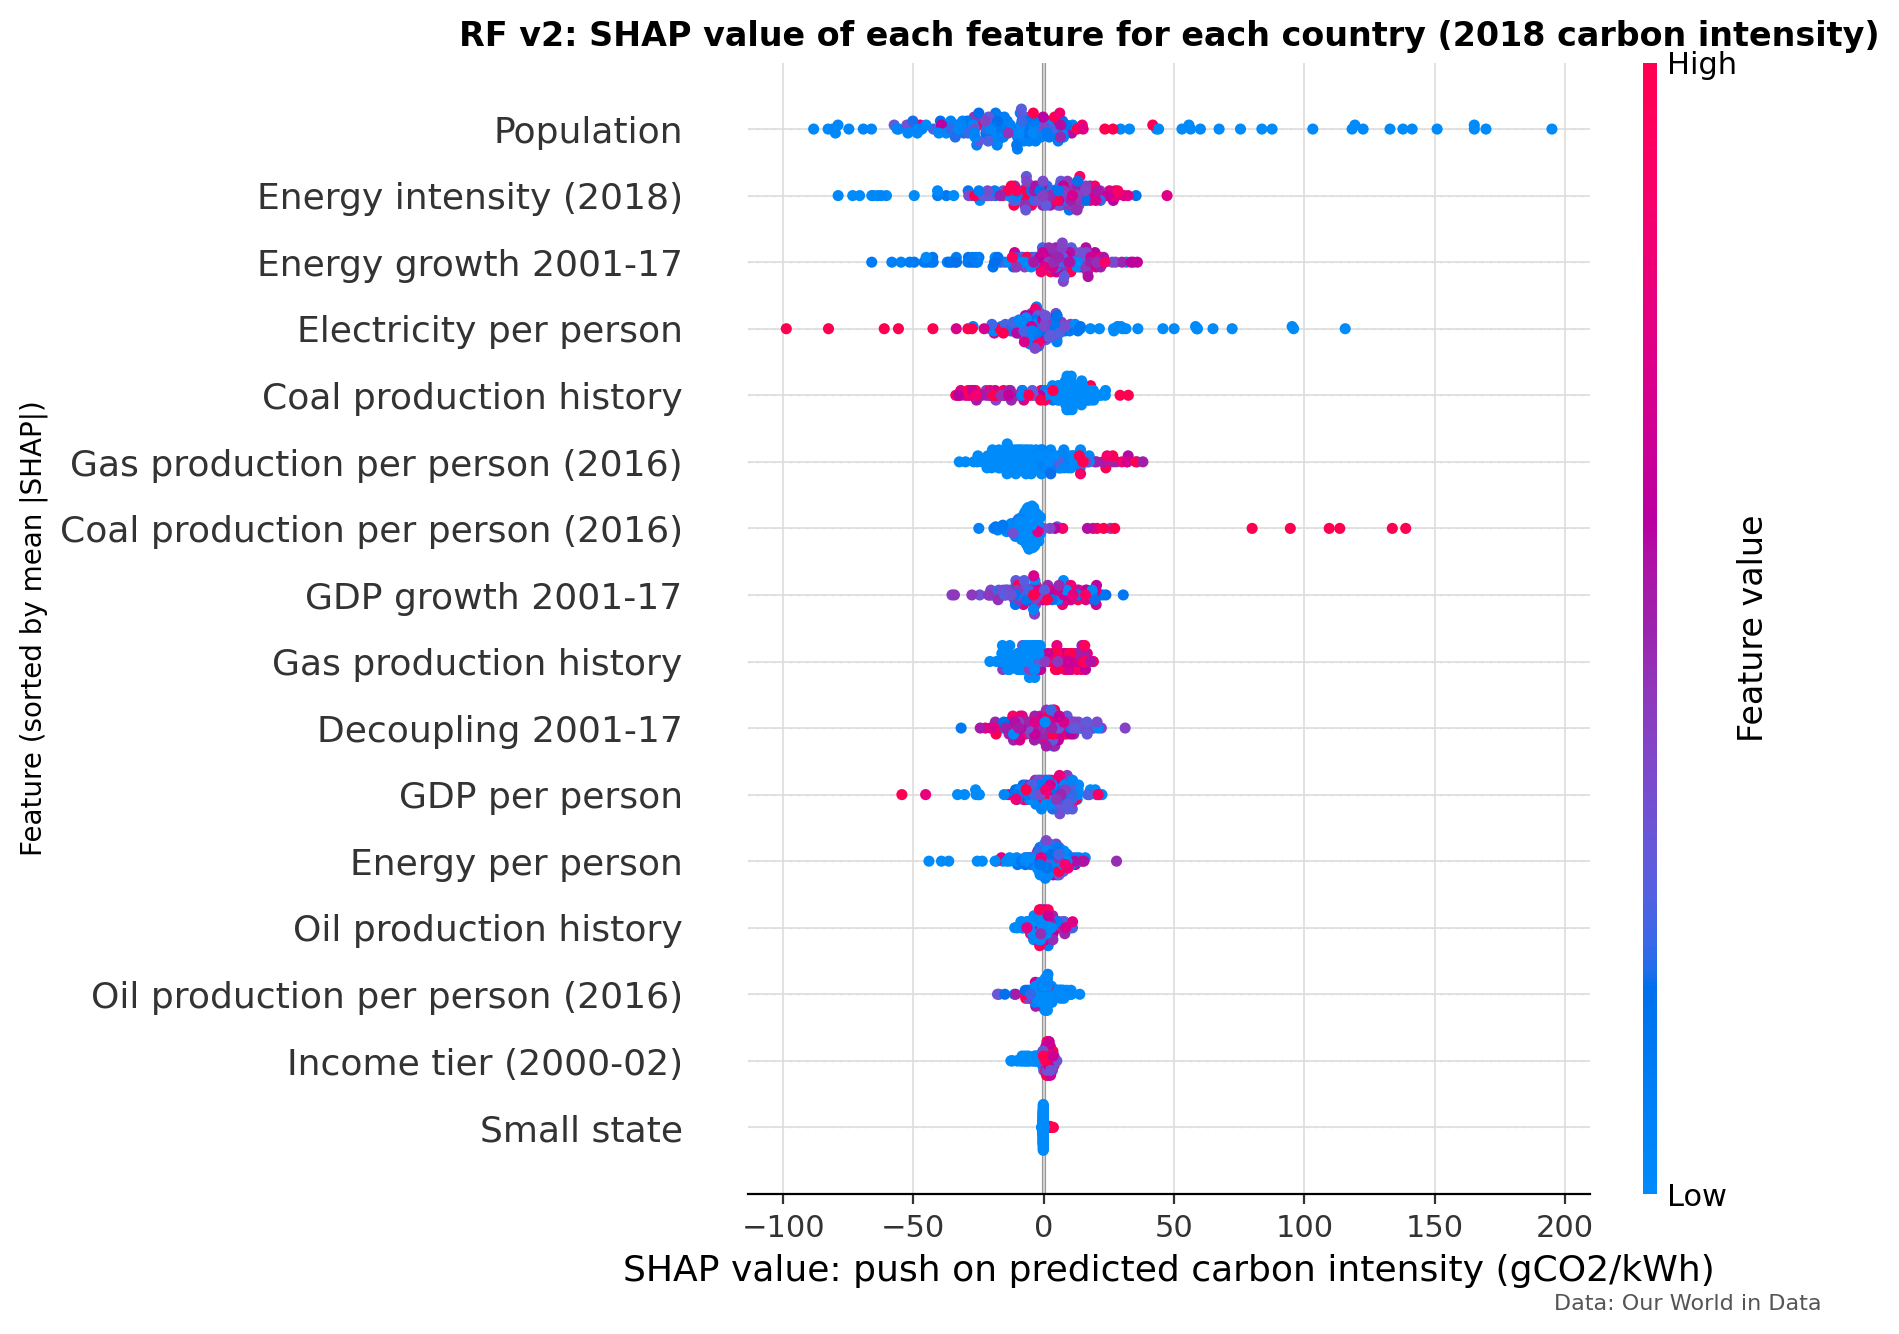 RF v2: SHAP value of each feature for each country (2018 carbon intensity)
High
Population
Energy intensity (2018)
Energy growth 2001-17
Electricity per person
Coal production history
Gas production per person (2016)
Coal production per person (2016)
GDP growth 2001-17
Gas production history
Decoupling 2001-17
GDP per person
Energy per person
Oil production history
Oil production per person (2016)
Income tier (2000-02)
Small state
Feature (sorted by mean |SHAP|)
Feature value
Low
−100 −50 0 50 100 150 200
SHAP value: push on predicted carbon intensity (gCO2/kWh)
Data: Our World in Data